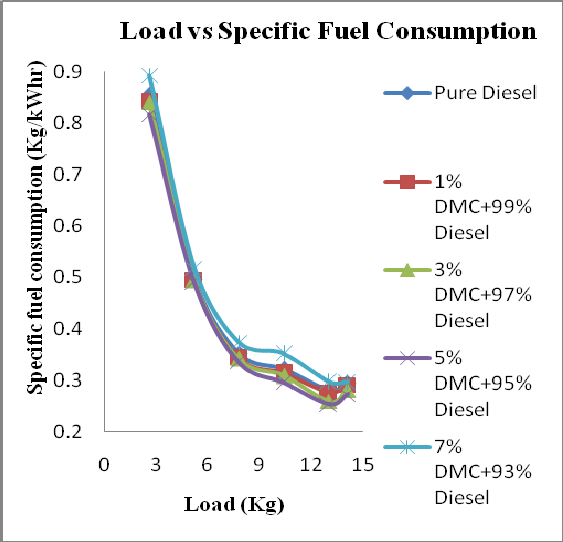 Load vs Specific Fuel Consumption
Specific fuel consumption (Kg/kWhr)
0.9
0.8
0.7
0.6
0.5
0.4
0.3
0.2
0 3 6 9 12 15
Load (Kg)
Pure Diesel
1%
DMC+99%
Diesel
3%
DMC+97%
Diesel
5%
DMC+95%
Diesel
7%
DMC+93%
Diesel